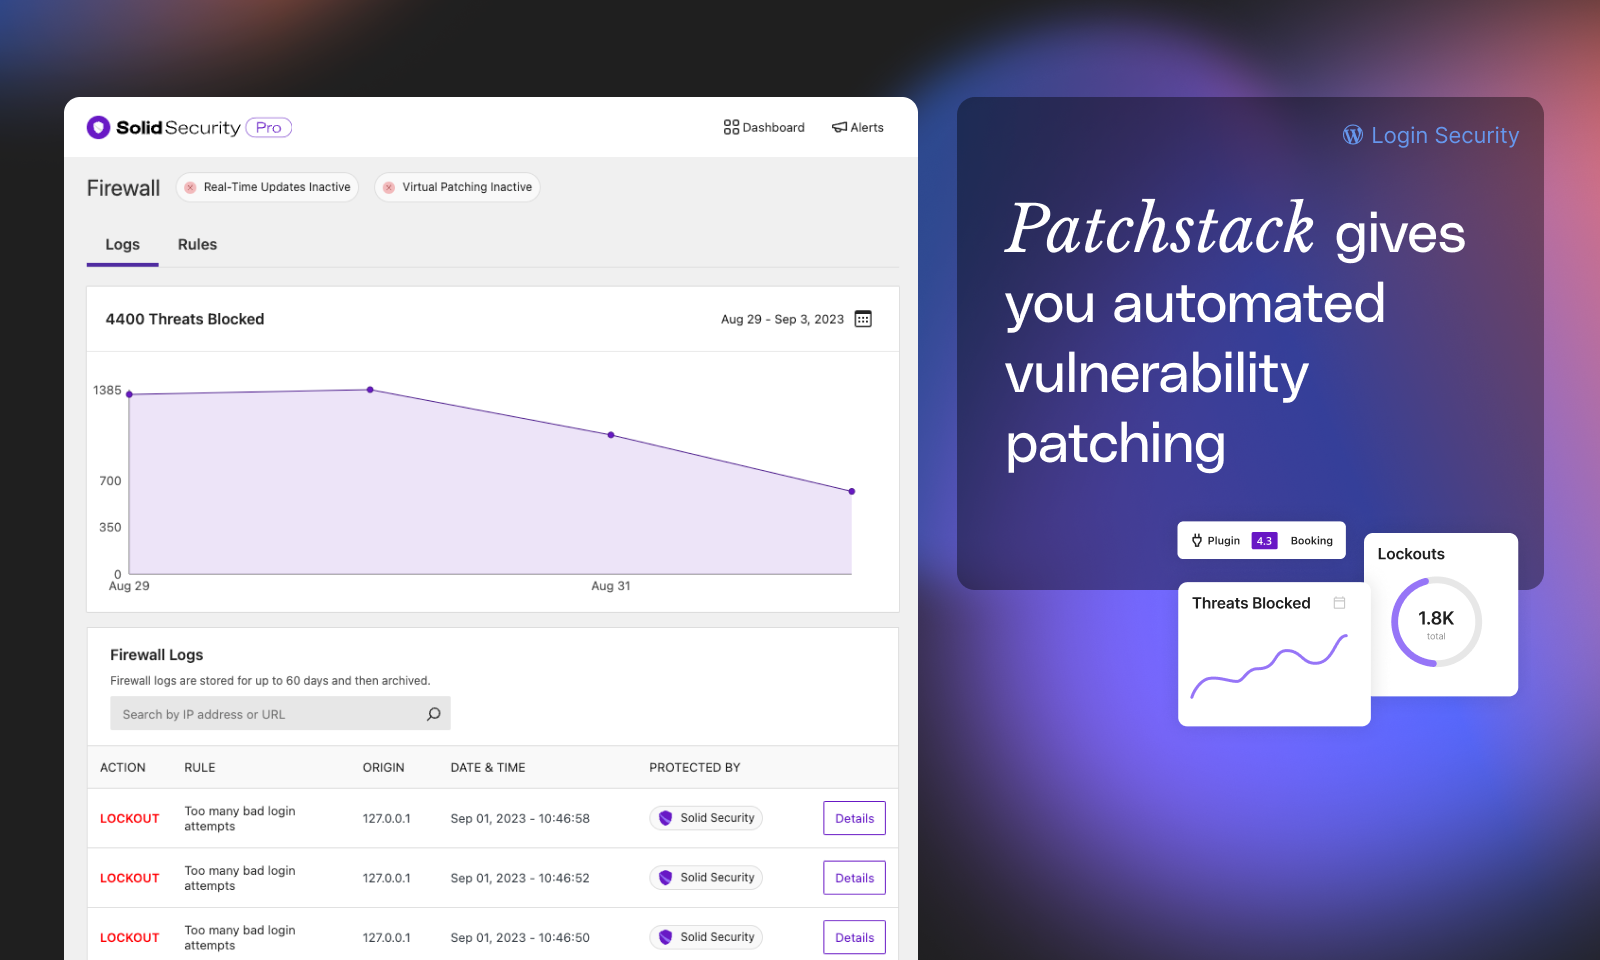 SolidSecurity Pro
Dashboard
Alerts
Firewall
Real-Time Updates Inactive
Virtual Patching Inactive
Logs
Rules
4400 Threats Blocked
Aug 29 - Sep 3, 2023
1385
700
350
0
Aug 29
Aug 31
Firewall Logs
Firewall logs are stored for up to 60 days and then archived.
Search by IP address or URL
ACTION RULE ORIGIN DATE & TIME PROTECTED BY
LOCKOUT
Too many bad login
attempts
127.0.0.1
Sep 01, 2023 - 10:46:58
Solid Security
Details
LOCKOUT
Too many bad login
attempts
127.0.0.1
Sep 01, 2023 - 10:46:52
Solid Security
Details
LOCKOUT
Too many bad login
attempts
127.0.0.1
Sep 01, 2023 - 10:46:50
Solid Security
Details
Login Security
Patchstack gives
you automated
vulnerability
patching
Plugin 4.3 Booking
Lockouts
1.8K
total
Threats Blocked